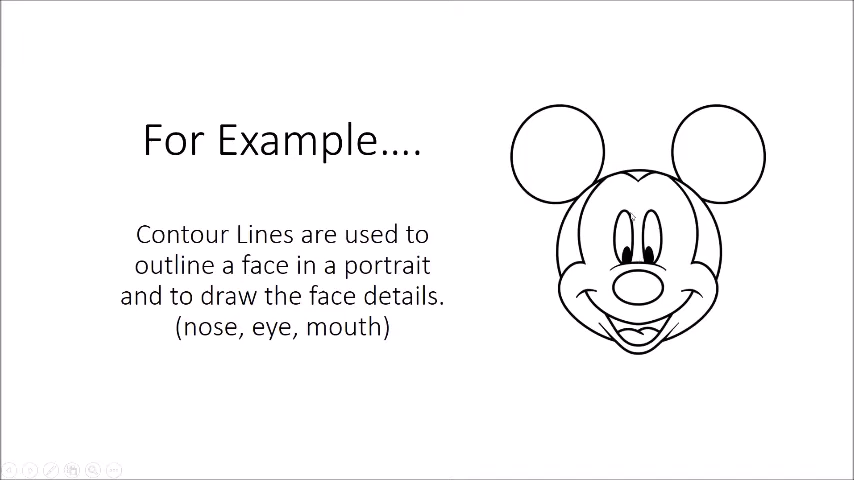 For Example....
Contour Lines are used to
outline a face in a portrait
and to draw the face details.
(nose, eye, mouth)